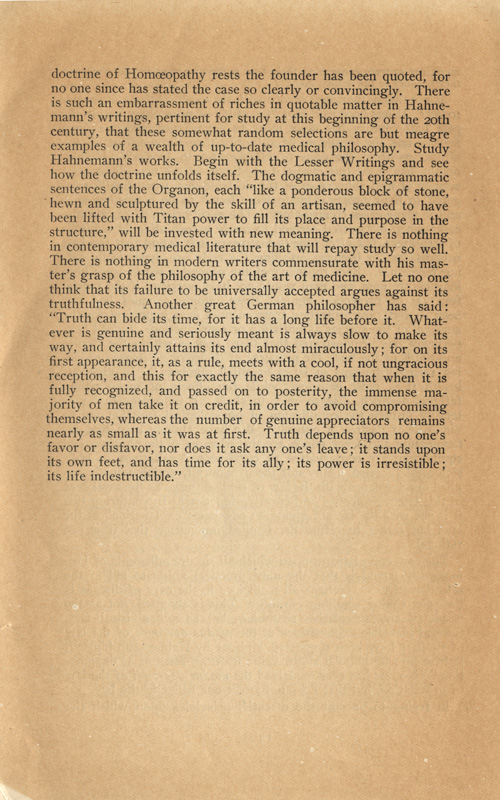 doctrine of Homœopathy rests the founder has been quoted, for
no one since has stated the case so clearly or convincingly. There
is such an embarrassment of riches in quotable matter in Hahne-
mann's writings, pertinent for study at this beginning of the 20th
century, that these somewhat random selections are but meagre
examples of a wealth of up-to-date medical philosophy. Study
Hahnemann's works. Begin with the Lesser Writings and see
how the doctrine unfolds itself. The dogmatic and epigrammatic
sentences of the Organon, each "like a ponderous block of stone,
hewn and sculptured by the skill of an artisan, seemed to have
been lifted with Titan power to fill its place and purpose in the
structure," will be invested with new meaning. There is nothing
in contemporary medical literature that will repay study so well.
There is nothing in modern writers commensurate with his mas-
ter's grasp of the philosophy of the art of medicine. Let no one
think that its failure to be universally accepted argues against its
truthfulness. Another great German philosopher has said:
"Truth can bide its time, for it has a long life before it. What-
ever is genuine and seriously meant is always slow to make its
way, and certainly attains its end almost miraculously; for on its
first appearance, it, as a rule, meets with a cool, if not ungracious
reception, and this for exactly the same reason that when it is
fully recognized, and passed on to posterity, the immense ma-
jority of men take it on credit, in order to avoid compromising
themselves, whereas the number of genuine appreciators remains
nearly as small as it was at first. Truth depends upon no one's
favor or disfavor, nor does it ask any one's leave; it stands upon
its own feet, and has time for its ally; its power is irresistible;
its life indestructible."